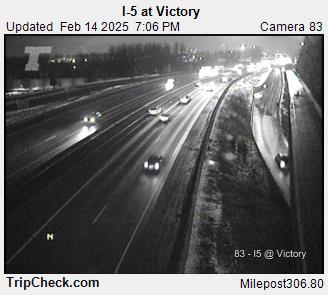 I-5 at Victory
Updated Feb 14 2025 7:06 PM Camera 83
T
N
83 - I5 @ Victory
TripCheck.com Milepost306.80